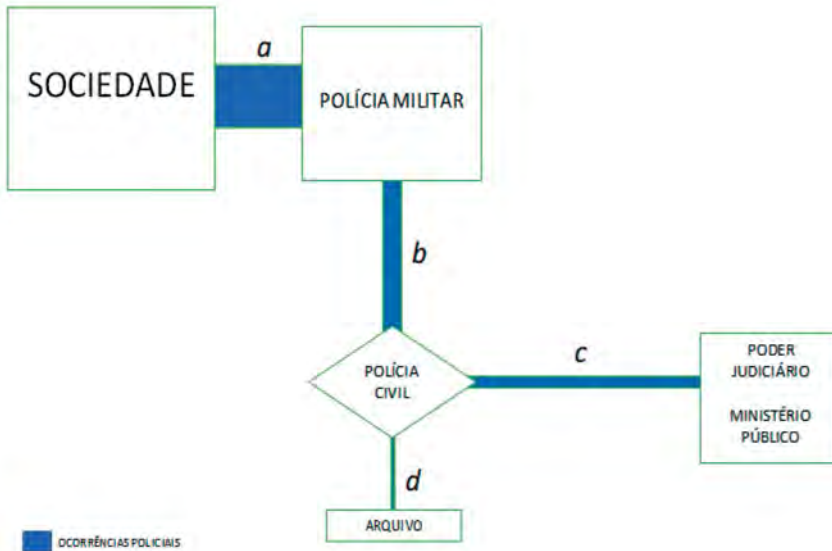 a
SOCIEDADE
POLÍCIA MILITAR
b
POLÍCIA
CIVIL
c
PODER
JUDICIÁRIO
MINISTÉRIO
PÚBLICO
d
ARQUIVO
OCORRÊNCIAS POLICIAIS